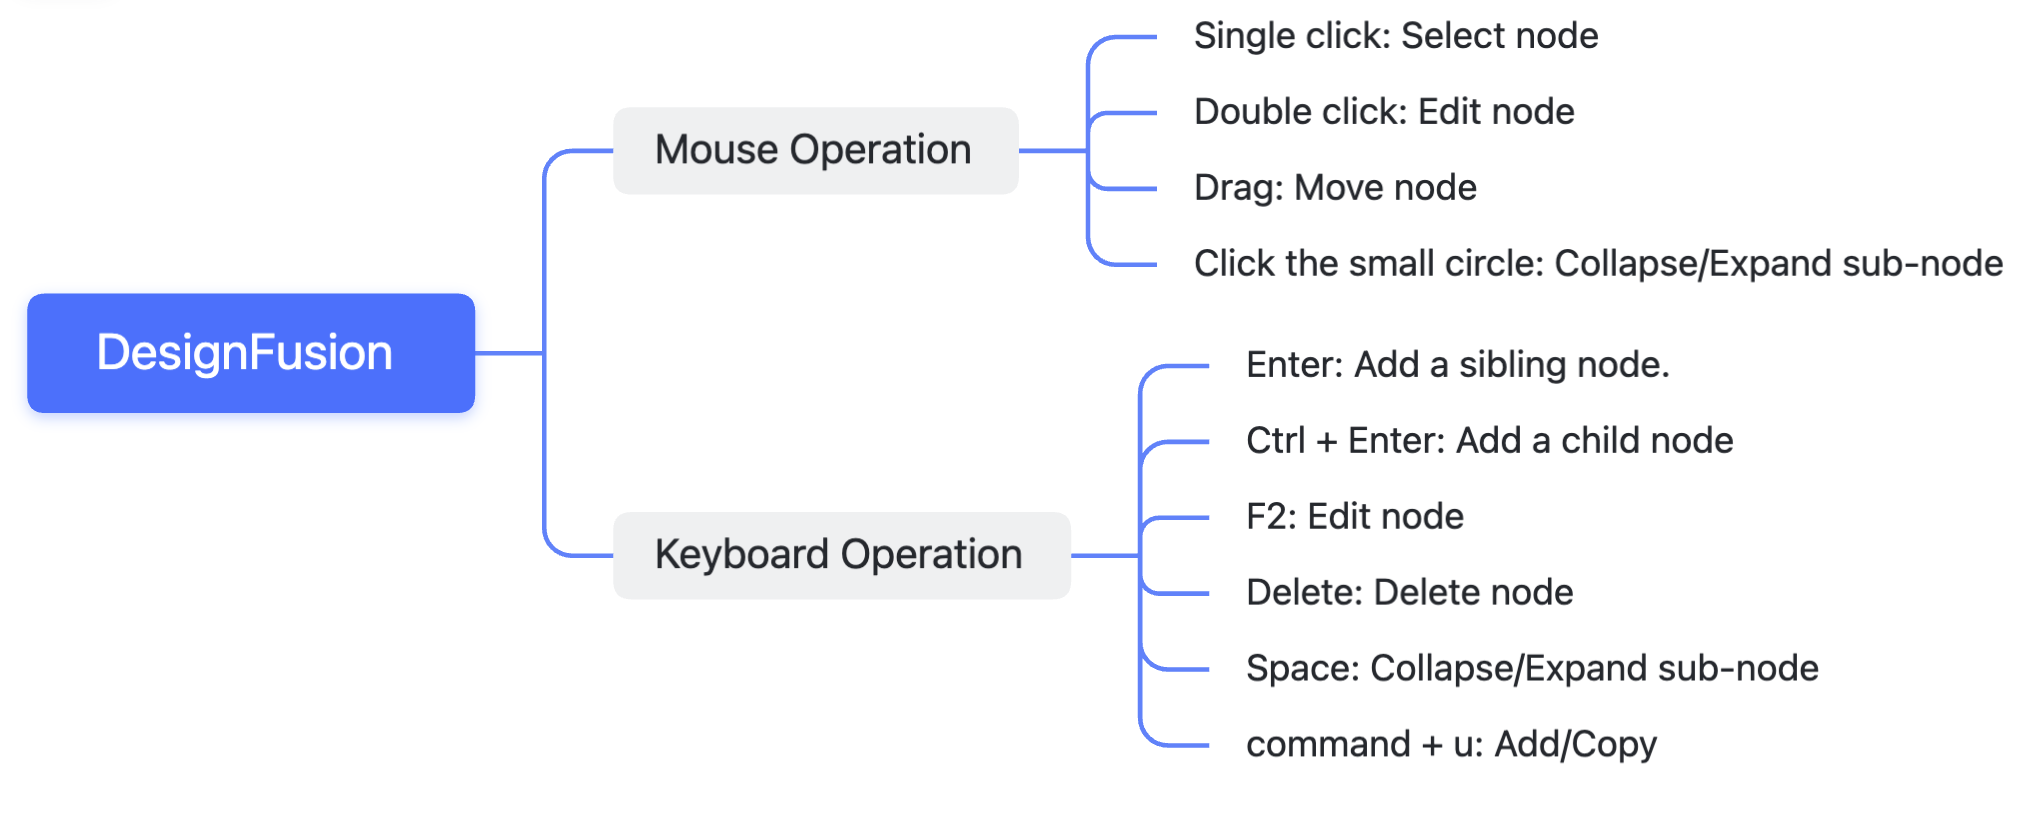 DesignFusion
Mouse Operation
Single click: Select node
Double click: Edit node
Drag: Move node
Click the small circle: Collapse/Expand sub-node
Keyboard Operation
Enter: Add a sibling node.
Ctrl + Enter: Add a child node
F2: Edit node
Delete: Delete node
Space: Collapse/Expand sub-node
command + u: Add/Copy